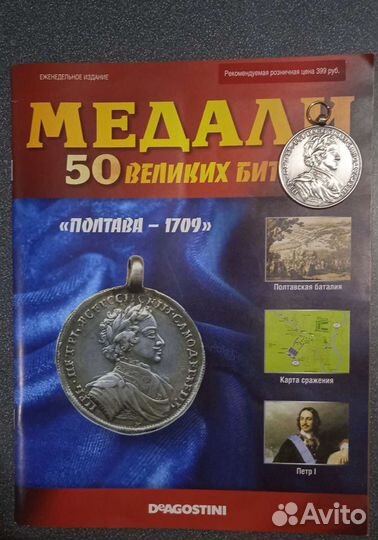 ЕЖЕНЕДЕЛЬНОЕ ИЗДАНИЕ
Рекомендуемая розничная цена 399 руб.
МЕДАЛИ
50 ВЕЛИКИХ БИТ
«ПОЛТАВА – 1709»
Полтавская баталия
Карта сражения
Петр I
DEAGOSTINI
Avito